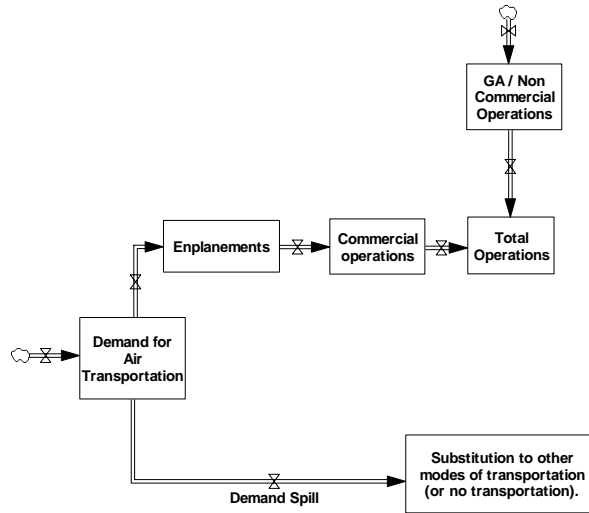 GA / Non
Commercial
Operations
Enplanements
Commercial
operations
Total
Operations
Demand for
Air
Transportation
Substitution to other
modes of transportation
(or no transportation).
Demand Spill